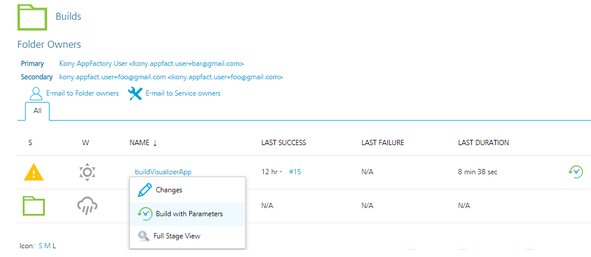 Builds
Folder Owners
Primary Kony AppFactory User <kony.appfact.user+bar@gmail.com>
Secondary kony.appfact.user+foo@gmail.com <kony.appfact.user+foo@gmail.com>
E-mail to Folder owners E-mail to Service owners
All
S W NAME ↓ LAST SUCCESS LAST FAILURE LAST DURATION
buildVisualizerApp 12 hr - #15 N/A 8 min 38 sec
Changes
N/A N/A N/A
Build with Parameters
Full Stage View
Icon: S M L